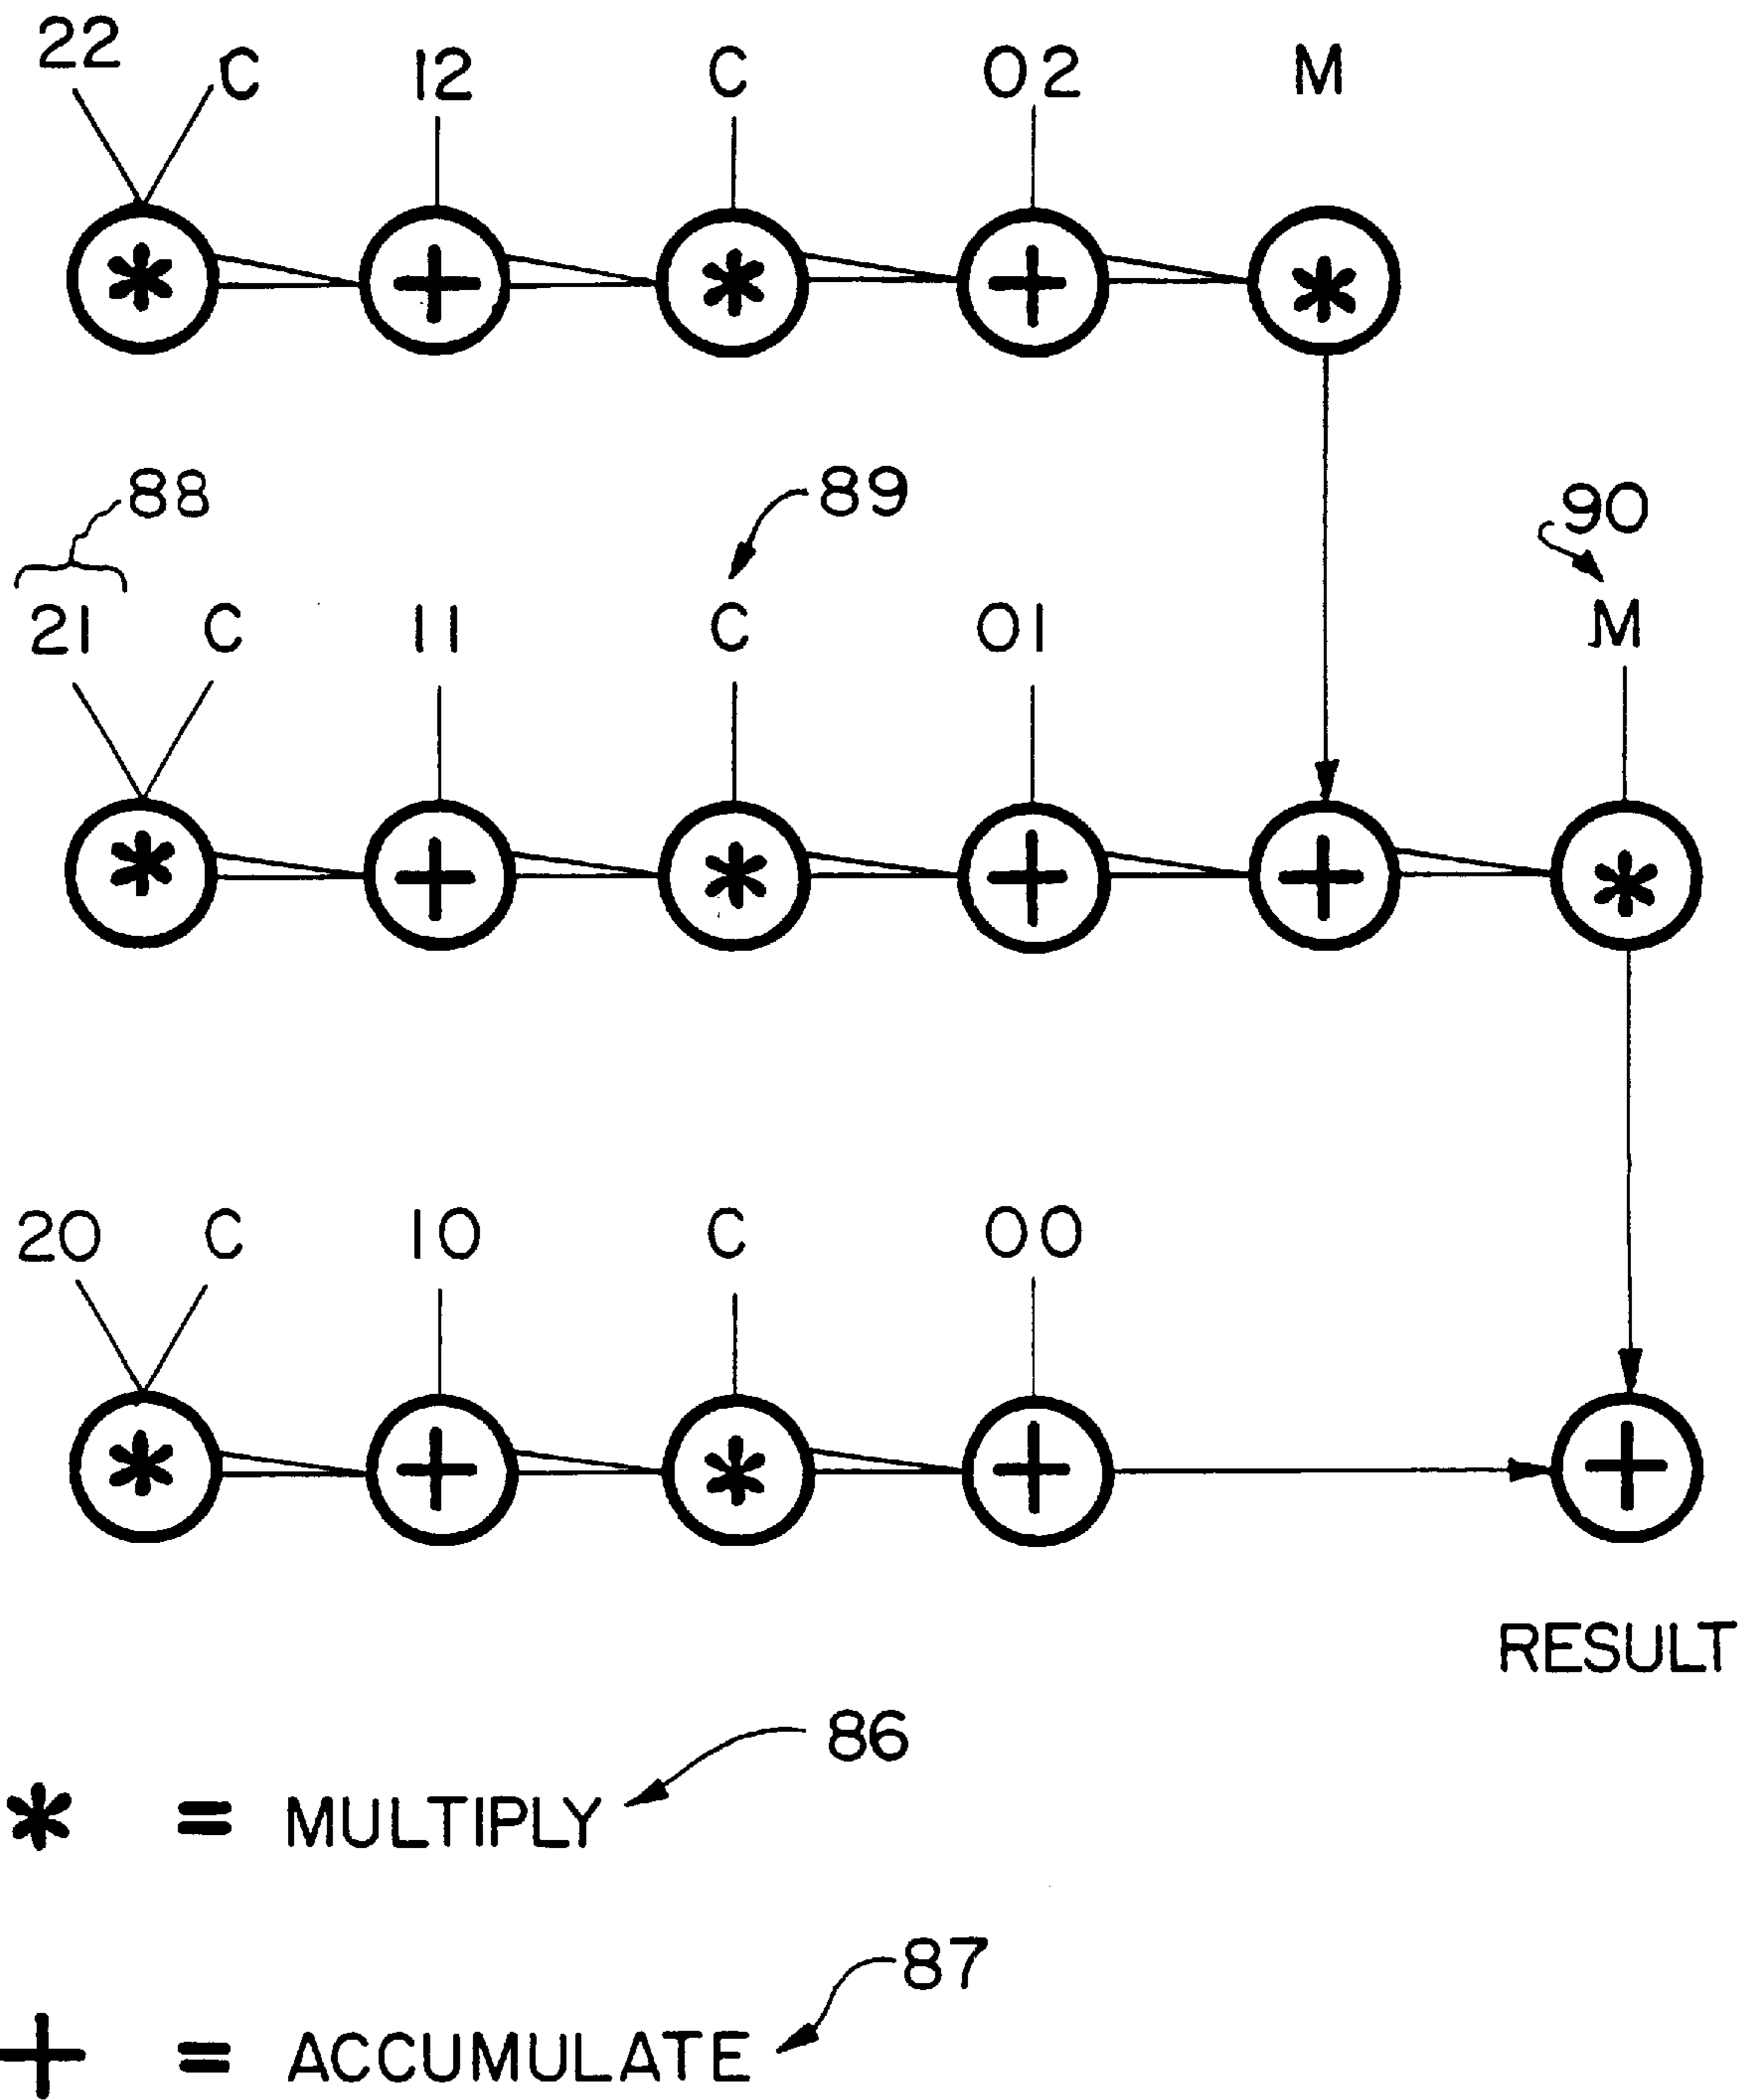 22 C 12 C 02 M
* + * + *
88 89 90
21 C 11 C 01 M
* + * + + *
20 C 10 C 00
* + * + +
RESULT
86
* = MULTIPLY
87
+ = ACCUMULATE